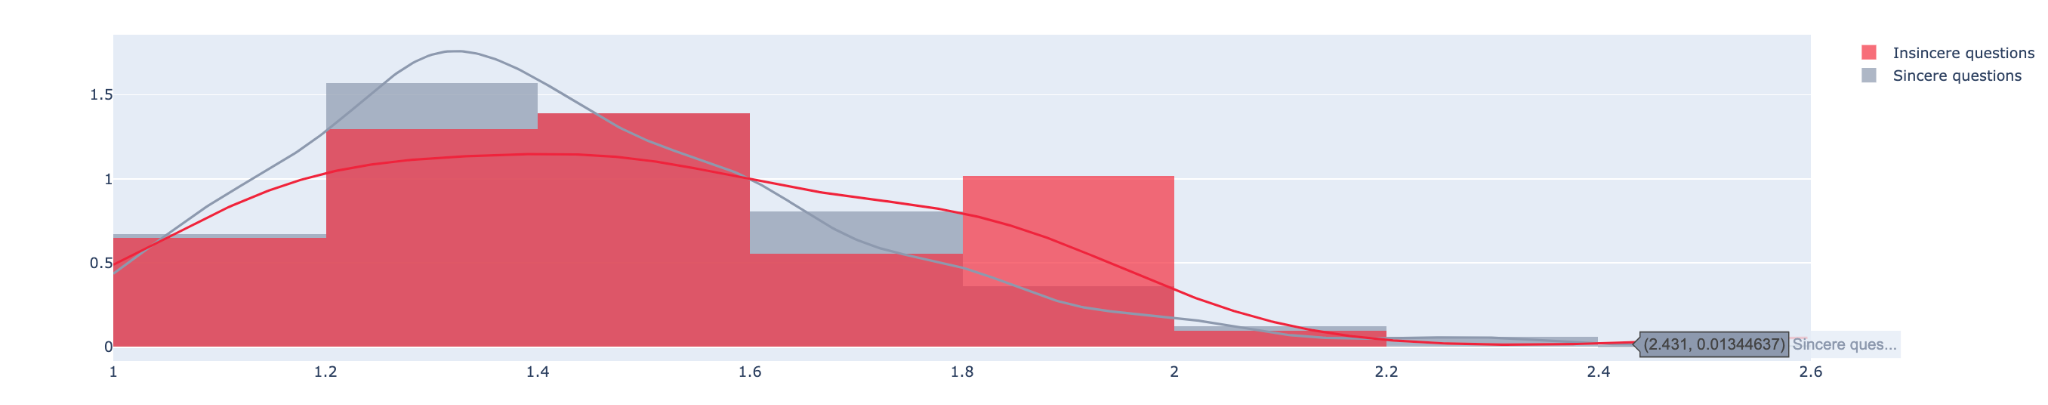 Insincere questions
Sincere questions
1.5
1
0.5
0
(2.431, 0.01344637) Sincere ques...
1 1.2 1.4 1.6 1.8 2 2.2 2.4 2.6